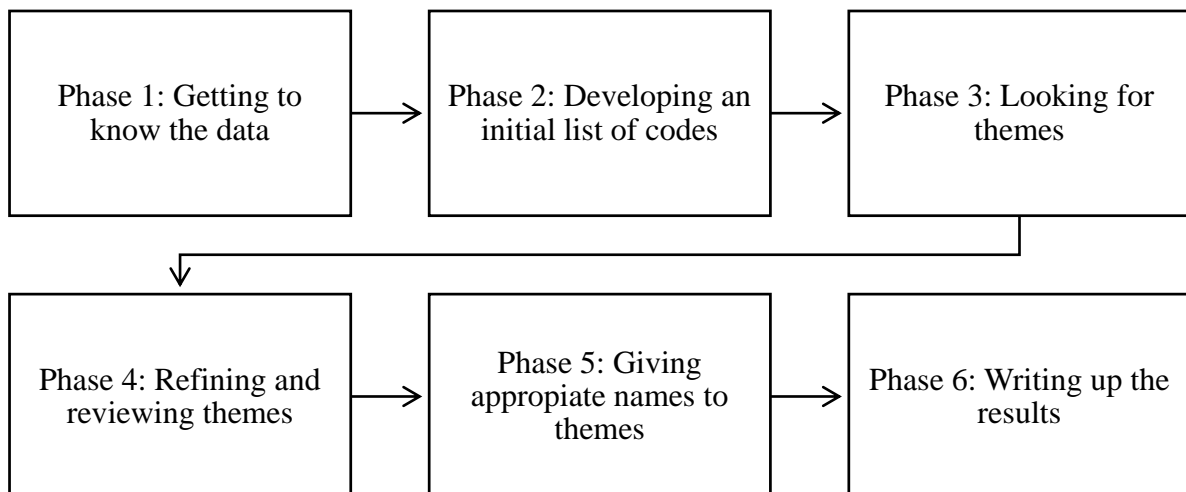 Phase 1: Getting to
know the data
Phase 2: Developing an
initial list of codes
Phase 3: Looking for
themes
Phase 4: Refining and
reviewing themes
Phase 5: Giving
appropiate names to
themes
Phase 6: Writing up the
results